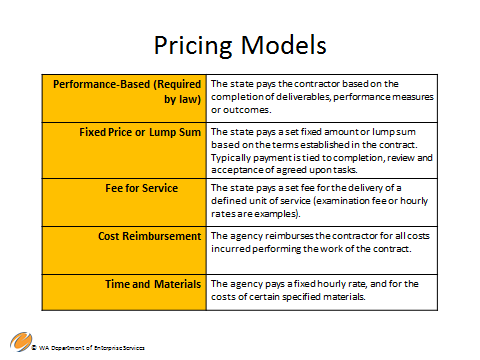 Pricing Models
Performance-Based (Required
by law)
The state pays the contractor based on the
completion of deliverables, performance measures
or outcomes.
Fixed Price or Lump Sum
The state pays a set fixed amount or lump sum
based on the terms established in the contract.
Typically payment is tied to completion, review and
acceptance of agreed upon tasks.
Fee for Service
The state pays a set fee for the delivery of a
defined unit of service (examination fee or hourly
rates are examples).
Cost Reimbursement
The agency reimburses the contractor for all costs
incurred performing the work of the contract.
Time and Materials
The agency pays a fixed hourly rate, and for the
costs of certain specified materials.
© WA Department of Enterprise Services